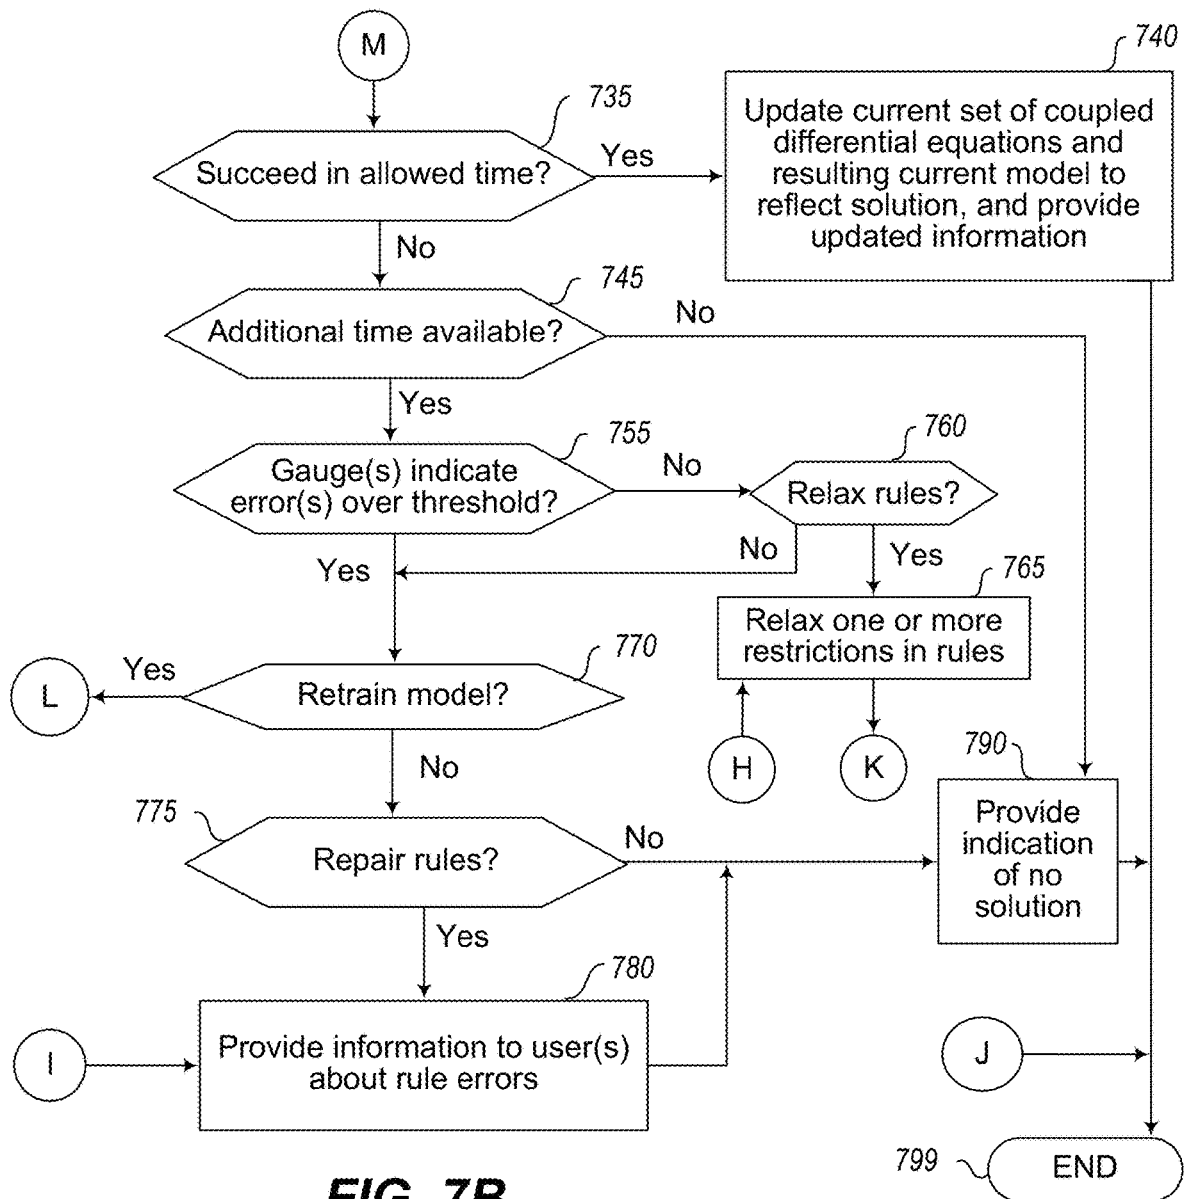 M
740
735
Succeed in allowed time?
Yes
Update current set of coupled
differential equations and
resulting current model to
reflect solution, and provide
updated information
No
745
Additional time available?
No
Yes
755
Gauge(s) indicate
error(s) over threshold?
No
760
Relax rules?
No
Yes
Yes
765
Relax one or more
restrictions in rules
770
Retrain model?
Yes
L
No
H
K
790
Provide
indication
of no
solution
775
Repair rules?
No
Yes
780
I
Provide information to user(s)
about rule errors
J
799
END
FIG. 7B